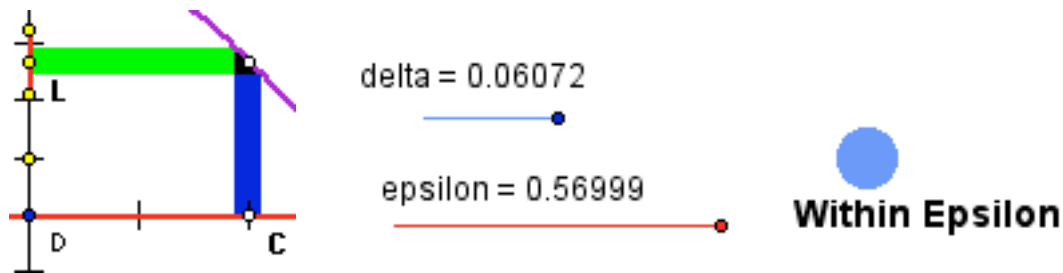 L
D
C
delta = 0.06072
epsilon = 0.56999
Within Epsilon